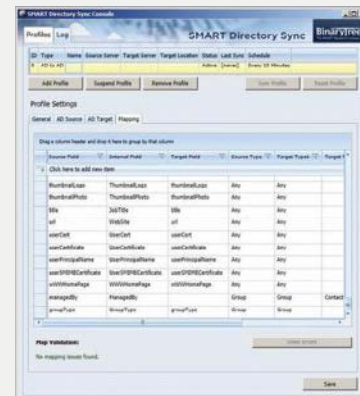 SMART Directory Sync Console
Profiles Log
SMART Directory Sync BinaryTree
ID Type Name Source Server Target Server Target Location Status Last Sync Schedule
AD to AD Active [never] Every 10 Minutes
Add Profile Suspend Profile Remove Profile Sync Profile Reset Profile
Profile Settings
General AD Source AD Target Mapping
Drag a column header and drop it here to group by that column
Source Field Internal Field Target Field Source Type Target Types Target
Click here to add new item
thumbnailLogo ThumbnailLogo thumbnailLogo Any Any
thumbnailPhoto ThumbnailPhoto thumbnailPhoto Any Any
title JobTitle title Any Any
url WebSite url Any Any
userCert UserCert userCert Any Any
userCertificate UserCertificate userCertificate Any Any
userPrincipalName UserPrincipalName userPrincipalName Any Any
userSMIMECertificate UserSMIMECertificate userSMIMECertificate Any Any
wWWHomePage WWWHomePage wWWHomePage Any Any
managedBy ManagedBy managedBy Group Group Contact
groupType GroupType groupType Group Group
Map Validation:
No mapping issues found.
Save